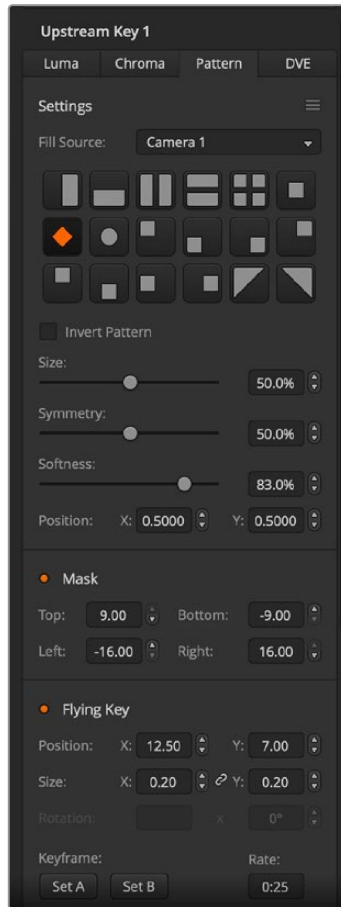 Upstream Key 1
Luma Chroma Pattern DVE
Settings
Fill Source: Camera 1
Invert Pattern
Size:
50.0%
Symmetry:
50.0%
Softness:
83.0%
Position: X: 0.5000 Y: 0.5000
Mask
Top: 9.00 Bottom: -9.00
Left: -16.00 Right: 16.00
Flying Key
Position: X: 12.50 Y: 7.00
Size: X: 0.20 Y: 0.20
Rotation: x 0°
Keyframe: Rate:
Set A Set B 0:25